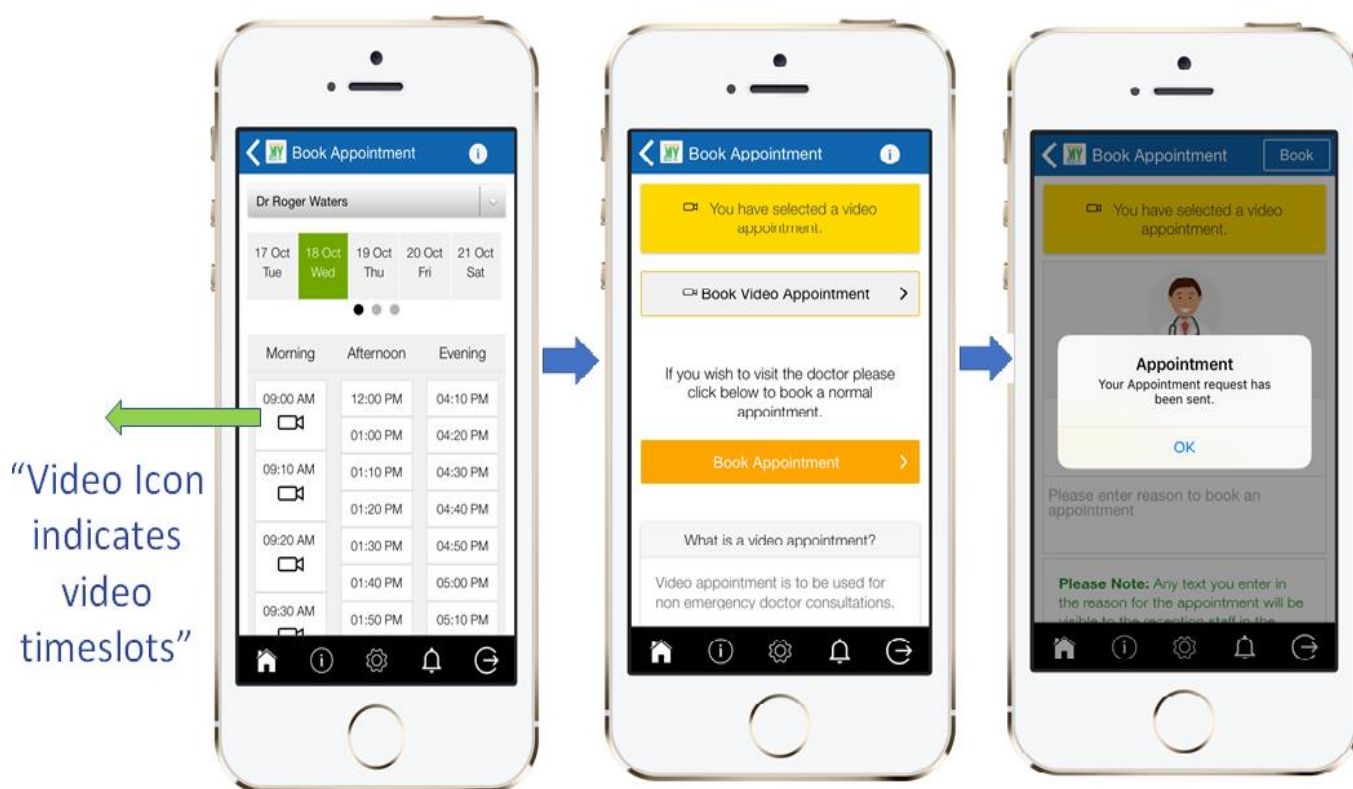 "Video Icon
indicates
video
timeslots"
Book Appointment
Dr Roger Waters
17 Oct 18 Oct 19 Oct 20 Oct 21 Oct
Tue Wed Thu Fri Sat
Morning Afternoon Evening
09:00 AM 12:00 PM 04:10 PM
01:00 PM 04:20 PM
09:10 AM 01:10 PM 04:30 PM
01:20 PM 04:40 PM
09:20 AM 01:30 PM 04:50 PM
01:40 PM 05:00 PM
09:30 AM 01:50 PM 05:10 PM
Book Appointment
You have selected a video
appointment.
Book Video Appointment
If you wish to visit the doctor please
click below to book a normal
appointment.
Book Appointment
What is a video appointment?
Video appointment is to be used for
non emergency doctor consultations.
Book Appointment Book
You have selected a video
appointment.
Appointment
Your Appointment request has
been sent.
OK
Please enter reason to book an
appointment
Please Note: Any text you enter in
the reason for the appointment will be
visible to the reception staff in the